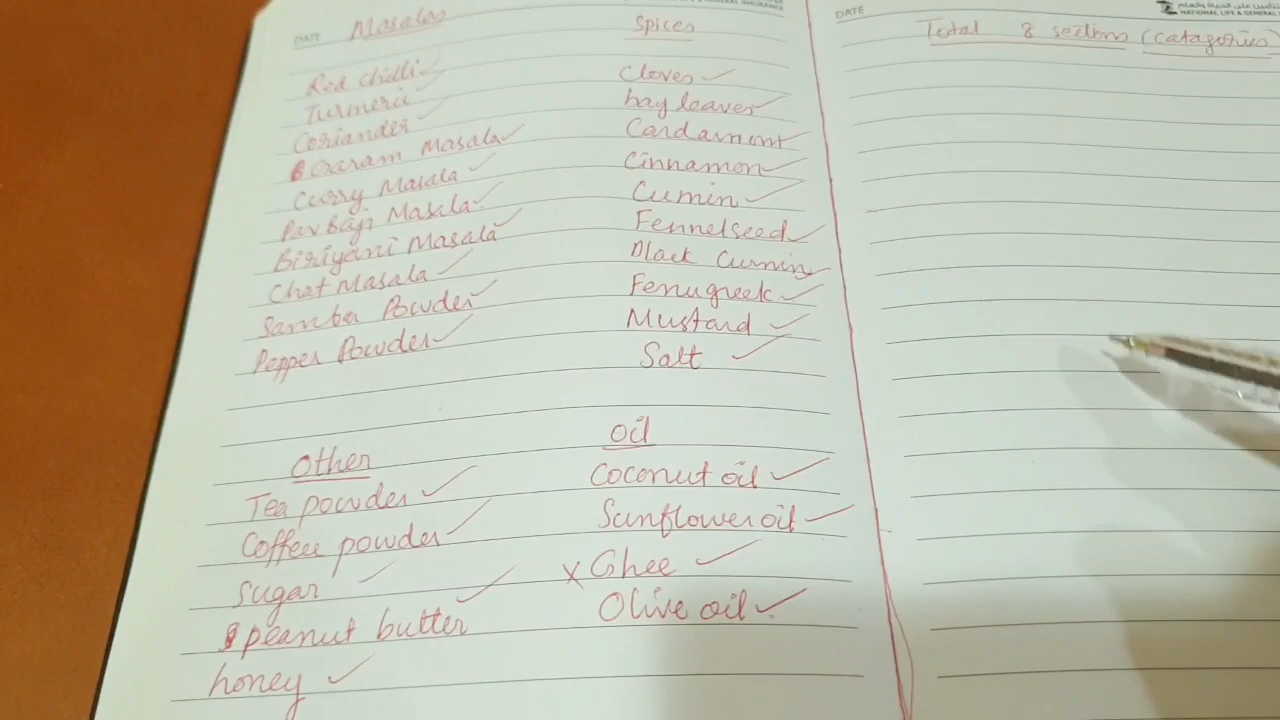 DATE
Masalas
Red chilli
Turmeric
Coriander
Garam Masala
Curry Masala
Pav Baji Masala
Biriyani Masala
Chat Masala
Sambar Powder
Pepper Powder
Spices
Cloves
bay leaves
Cardamont
Cinnamon
Cumin
Fennelseed
Black Cumin
Fenugreek
Mustard
Salt
Other
Tea powder
Coffee powder
Sugar
peanut butter
honey
Oil
Coconut oil
Sunflower oil
x Ghee
Olive oil
DATE
NATIONAL LIFE & GENERAL
Total 8 sections (catagories)